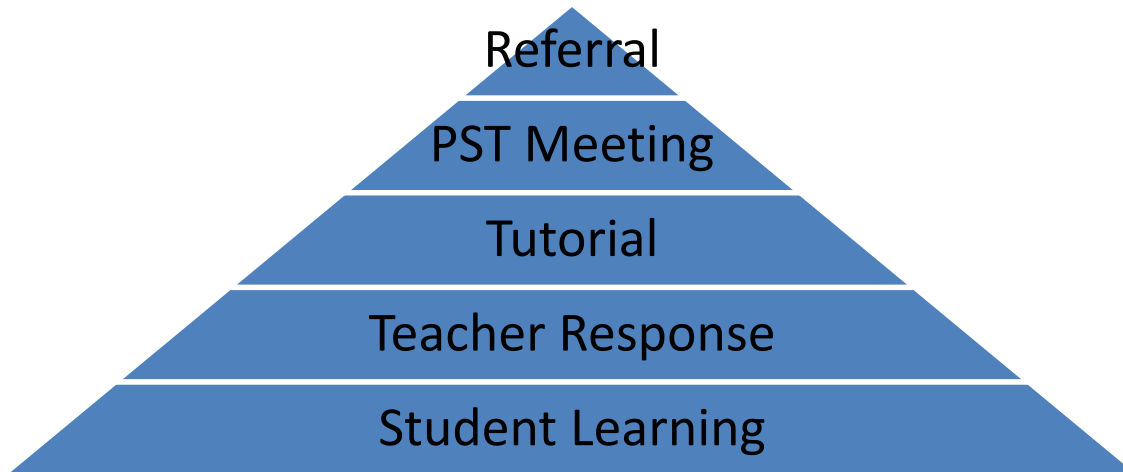 Referral
PST Meeting
Tutorial
Teacher Response
Student Learning